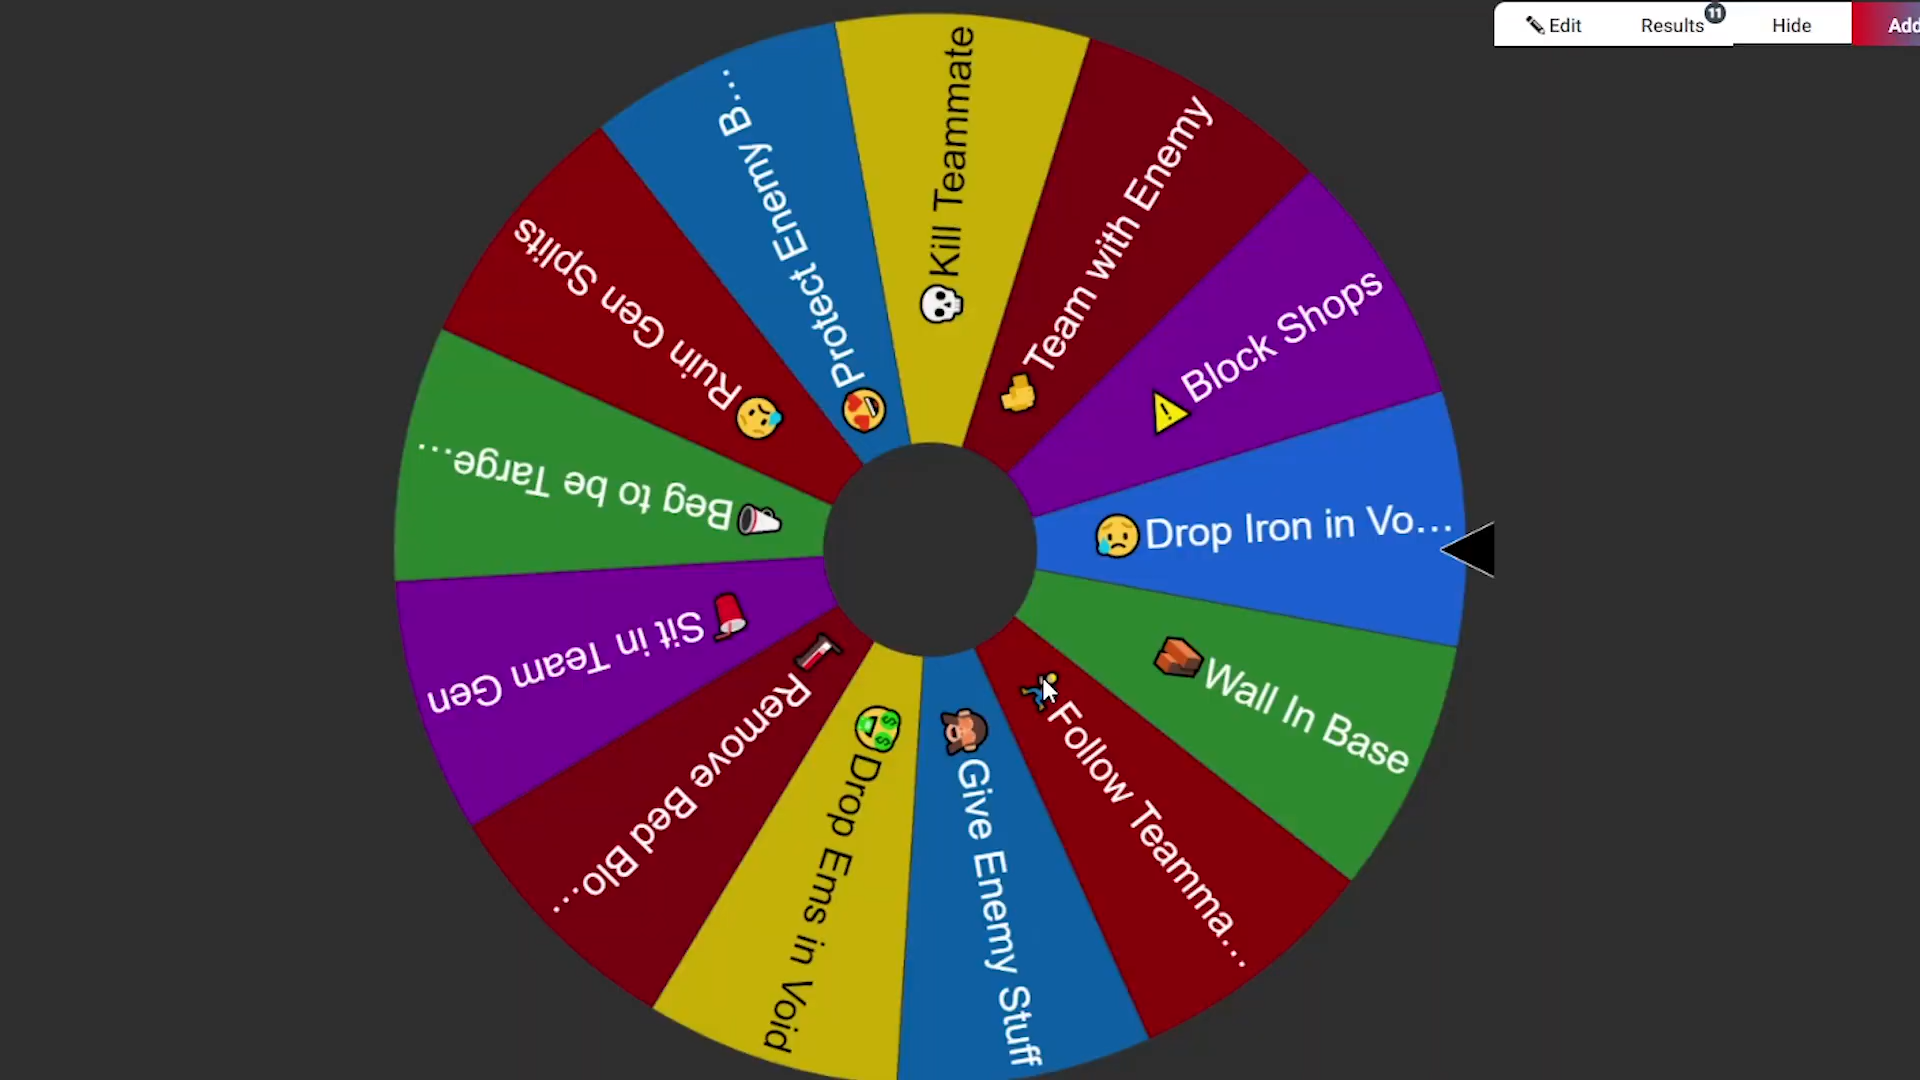 Edit
Results
11
Hide
Add
Kill Teammate
Team with Enemy
Block Shops
Drop Iron in Vo...
Wall In Base
Follow Teamma...
Give Enemy Stuff
Drop Ems in Void
Remove Bed Blo...
Sit in Team Gen
Beg to be Targe...
Ruin Gen Splits
Protect Enemy B...